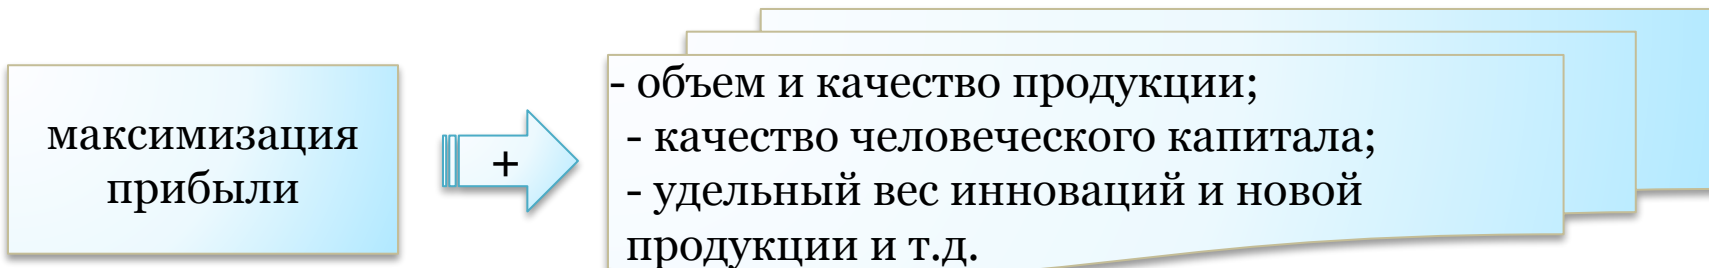 максимизация
прибыли
+
- объем и качество продукции;
- качество человеческого капитала;
- удельный вес инноваций и новой
продукции и т.д.